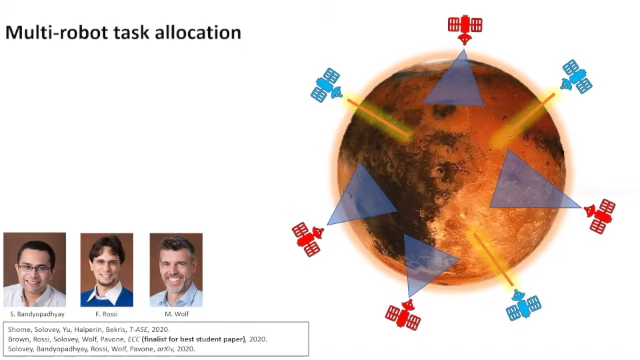 Multi-robot task allocation
S. Bandyopadhyay F. Rossi M. Wolf
Shome, Solovey, Yu, Halperin, Bekris, T-ASE, 2020.
Brown, Rossi, Solovey, Wolf, Pavone, ECC (finalist for best student paper), 2020.
Solovey, Bandyopadhyay, Rossi, Wolf, Pavone, arXiv, 2020.